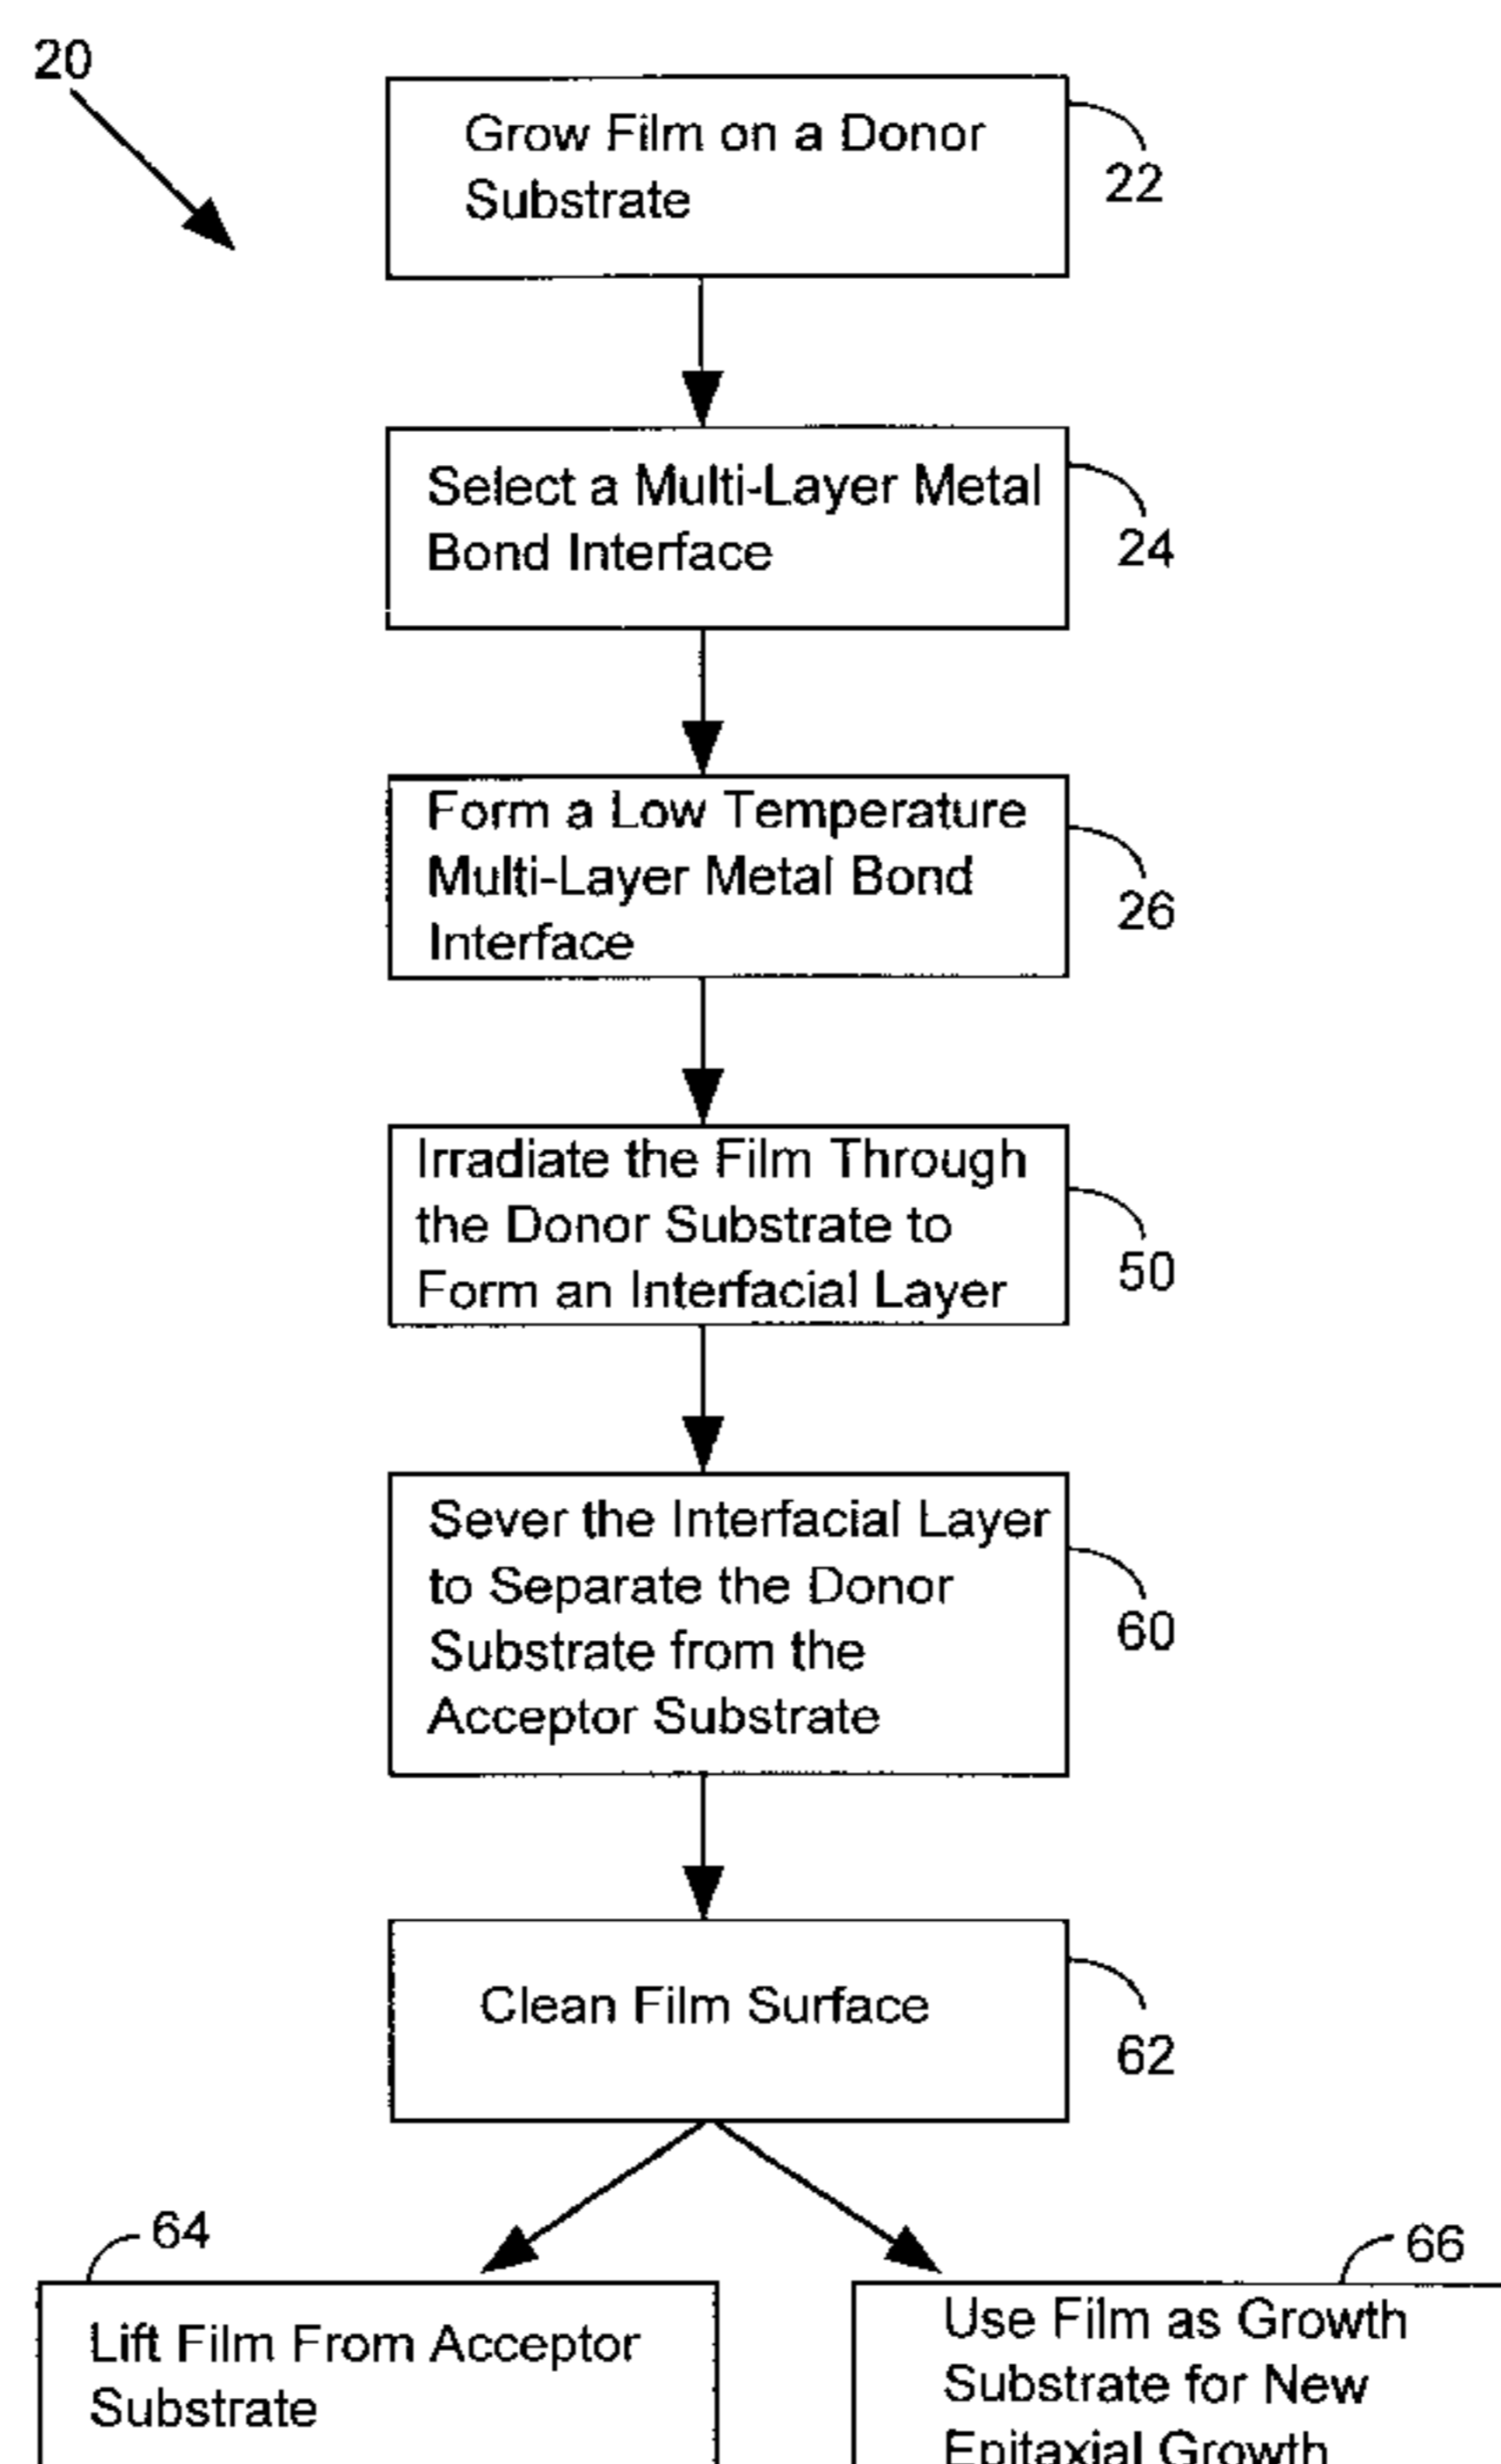 20
Grow Film on a Donor
Substrate
22
Select a Multi-Layer Metal
Bond Interface
24
Form a Low Temperature
Multi-Layer Metal Bond
Interface
26
Irradiate the Film Through
the Donor Substrate to
Form an Interfacial Layer
50
Sever the Interfacial Layer
to Separate the Donor
Substrate from the
Acceptor Substrate
60
Clean Film Surface
62
64
Lift Film From Acceptor
Substrate
66
Use Film as Growth
Substrate for New
Epitaxial Growth